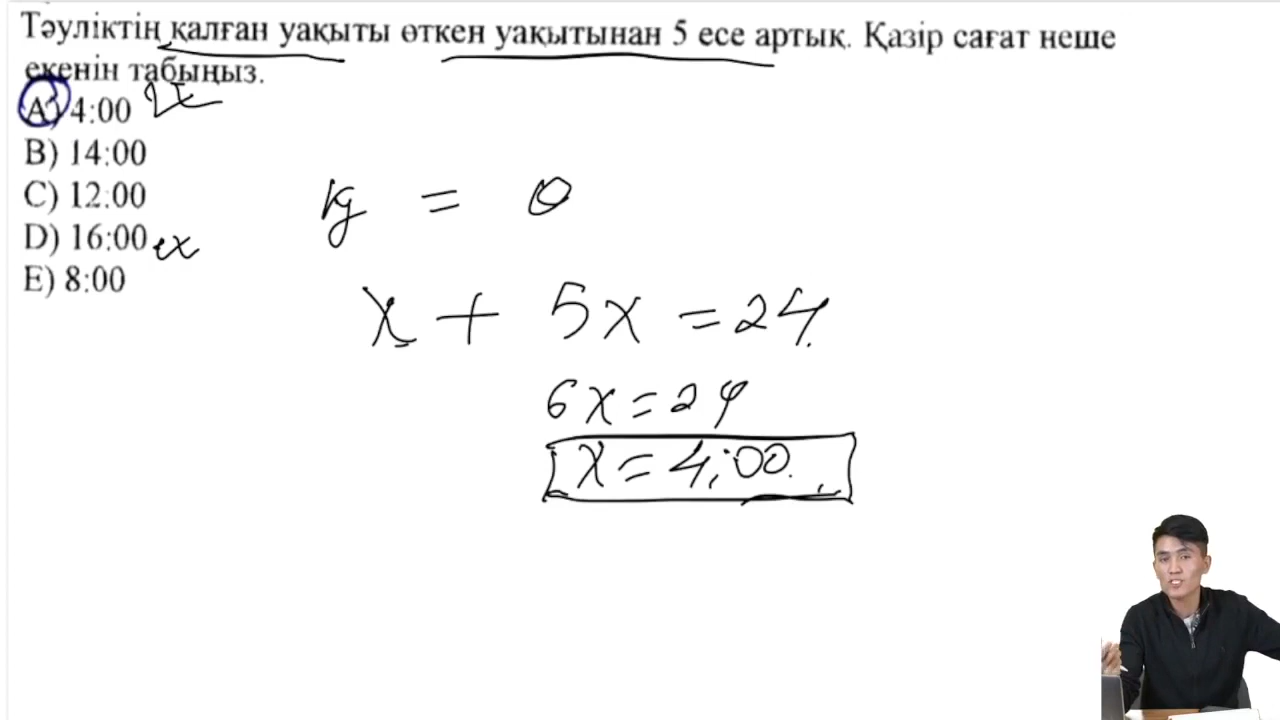 Тәуліктің қалған уақыты өткен уақытынан 5 есе артық. Қазір сағат неше
екенін табыңыз.
A) 4:00
B) 14:00
C) 12:00
D) 16:00
E) 8:00
қ = ө
x + 5x = 24
6x = 24
x = 4:00